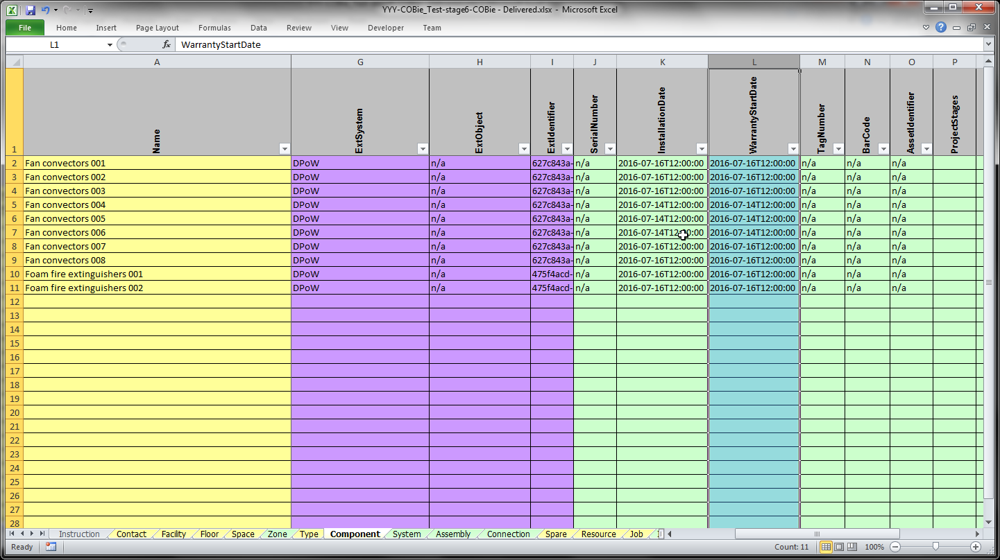 YYY-COBie_Test-stage6-COBie - Delivered.xlsx - Microsoft Excel
File Home Insert Page Layout Formulas Data Review View Developer Team
L1 fx WarrantyStartDate
A G H I J K L M N O P
1 Name ExtSystem ExtObject ExtIdentifier SerialNumber InstallationDate WarrantyStartDate TagNumber BarCode AssetIdentifier ProjectStages
2 Fan convectors 001 DPoW n/a 627c843a- n/a 2016-07-16T12:00:00 2016-07-16T12:00:00 n/a n/a n/a
3 Fan convectors 002 DPoW n/a 627c843a- n/a 2016-07-16T12:00:00 2016-07-16T12:00:00 n/a n/a n/a
4 Fan convectors 003 DPoW n/a 627c843a- n/a 2016-07-16T12:00:00 2016-07-16T12:00:00 n/a n/a n/a
5 Fan convectors 004 DPoW n/a 627c843a- n/a 2016-07-14T12:00:00 2016-07-14T12:00:00 n/a n/a n/a
6 Fan convectors 005 DPoW n/a 627c843a- n/a 2016-07-14T12:00:00 2016-07-14T12:00:00 n/a n/a n/a
7 Fan convectors 006 DPoW n/a 627c843a- n/a 2016-07-14T12:00:00 2016-07-14T12:00:00 n/a n/a n/a
8 Fan convectors 007 DPoW n/a 627c843a- n/a 2016-07-16T12:00:00 2016-07-16T12:00:00 n/a n/a n/a
9 Fan convectors 008 DPoW n/a 627c843a- n/a 2016-07-16T12:00:00 2016-07-16T12:00:00 n/a n/a n/a
10 Foam fire extinguishers 001 DPoW n/a 475f4acd- n/a 2016-07-16T12:00:00 2016-07-16T12:00:00 n/a n/a n/a
11 Foam fire extinguishers 002 DPoW n/a 475f4acd- n/a 2016-07-16T12:00:00 2016-07-16T12:00:00 n/a n/a n/a
12
13
14
15
16
17
18
19
20
21
22
23
24
25
26
27
28
Instruction Contact Facility Floor Space Zone Type Component System Assembly Connection Spare Resource Job
Ready Count: 11 100%